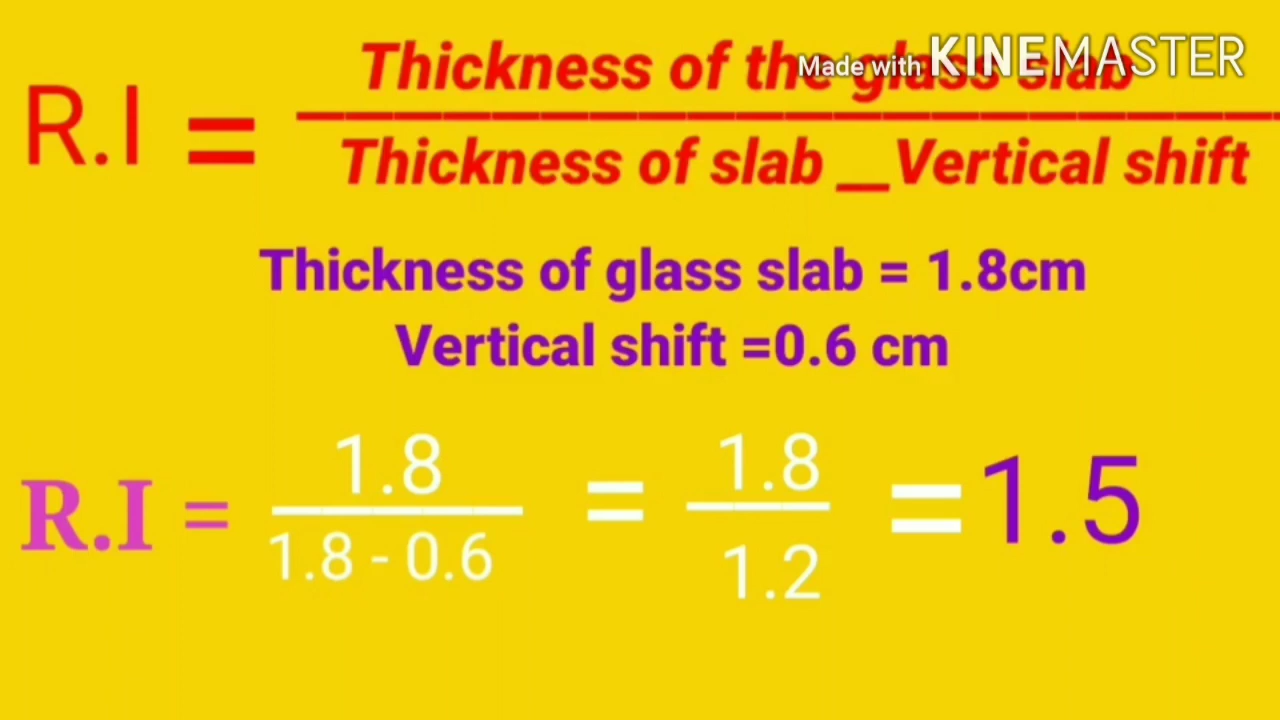 Thickness of the glass slab
Made with KINEMASTER
R.I =
Thickness of slab _Vertical shift
Thickness of glass slab = 1.8cm
Vertical shift =0.6 cm
R.I = 1.8 / 1.8 - 0.6 = 1.8 / 1.2 =1.5